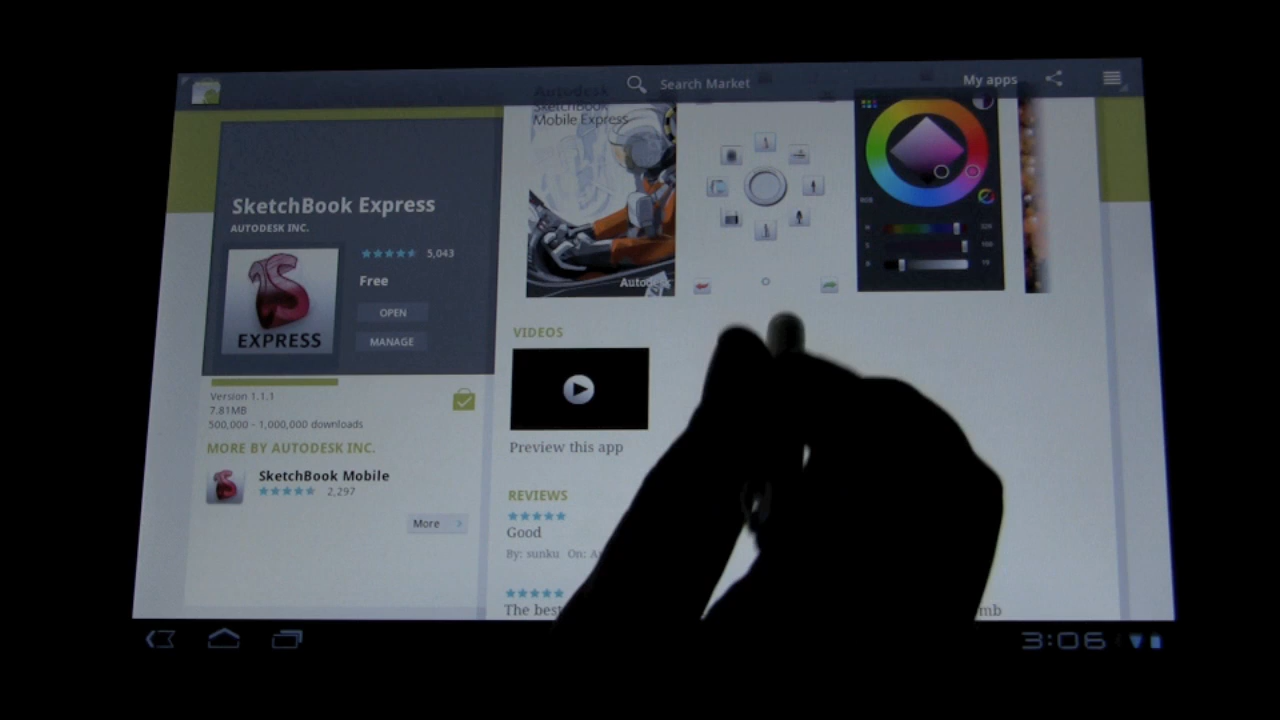 Search Market
My apps
SketchBook Express
AUTODESK INC.
5,043
Free
OPEN
MANAGE
EXPRESS
Version 1.1.1
7.81MB
500,000 - 1,000,000 downloads
MORE BY AUTODESK INC.
SketchBook Mobile
2,297
More
Autodesk
SketchBook
Mobile Express
Autodesk
RGB
H
S
B
VIDEOS
Preview this app
REVIEWS
Good
By: sunku On:
The best
3:06